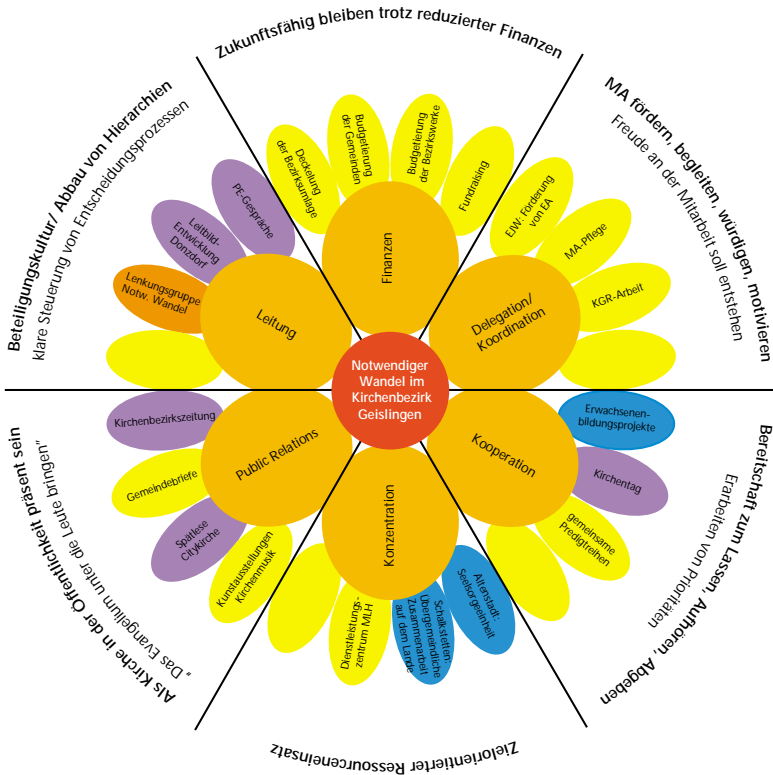 Zukunftsfähig bleiben trotz reduzierter Finanzen
MA fördern, begleiten, würdigen, motivieren
Freude an der Mitarbeit soll entstehen
Bereitschaft zum Lassen, Aufhören, Abgeben
Erarbeiten von Prioritäten
Zielorientierter Ressourceneinsatz
Als Kirche in der Öffentlichkeit präsent sein
„Das Evangelium unter die Leute bringen“
Beteiligungskultur/ Abbau von Hierarchien
klare Steuerung von Entscheidungsprozessen
Notwendiger
Wandel im
Kirchenbezirk
Geislingen
Finanzen
Deckelung
der Bezirksumlage
Budgetierung
der Gemeinden
Budgetierung
der Bezirkswerke
Fundraising
Delegation/
Koordination
EJW: Förderung
von EA
MA-Pflege
KGR-Arbeit
Kooperation
Erwachsenen-
bildungsprojekte
Kirchentag
gemeinsame
Predigtreihen
Konzentration
Altenstadt:
Seelsorgeeinheit
Schalkstetten:
Übergemeindliche
Zusammenarbeit
auf dem Lande
Dienstleistungs-
zentrum MLH
Public Relations
Kunstausstellungen
Kirchenmusik
Spätlese
Citykirche
Gemeindebriefe
Kirchenbezirkszeitung
Leitung
Lenkungsgruppe
Notw. Wandel
Leitbild-
Entwicklung
Donzdorf
PE-Gespräche